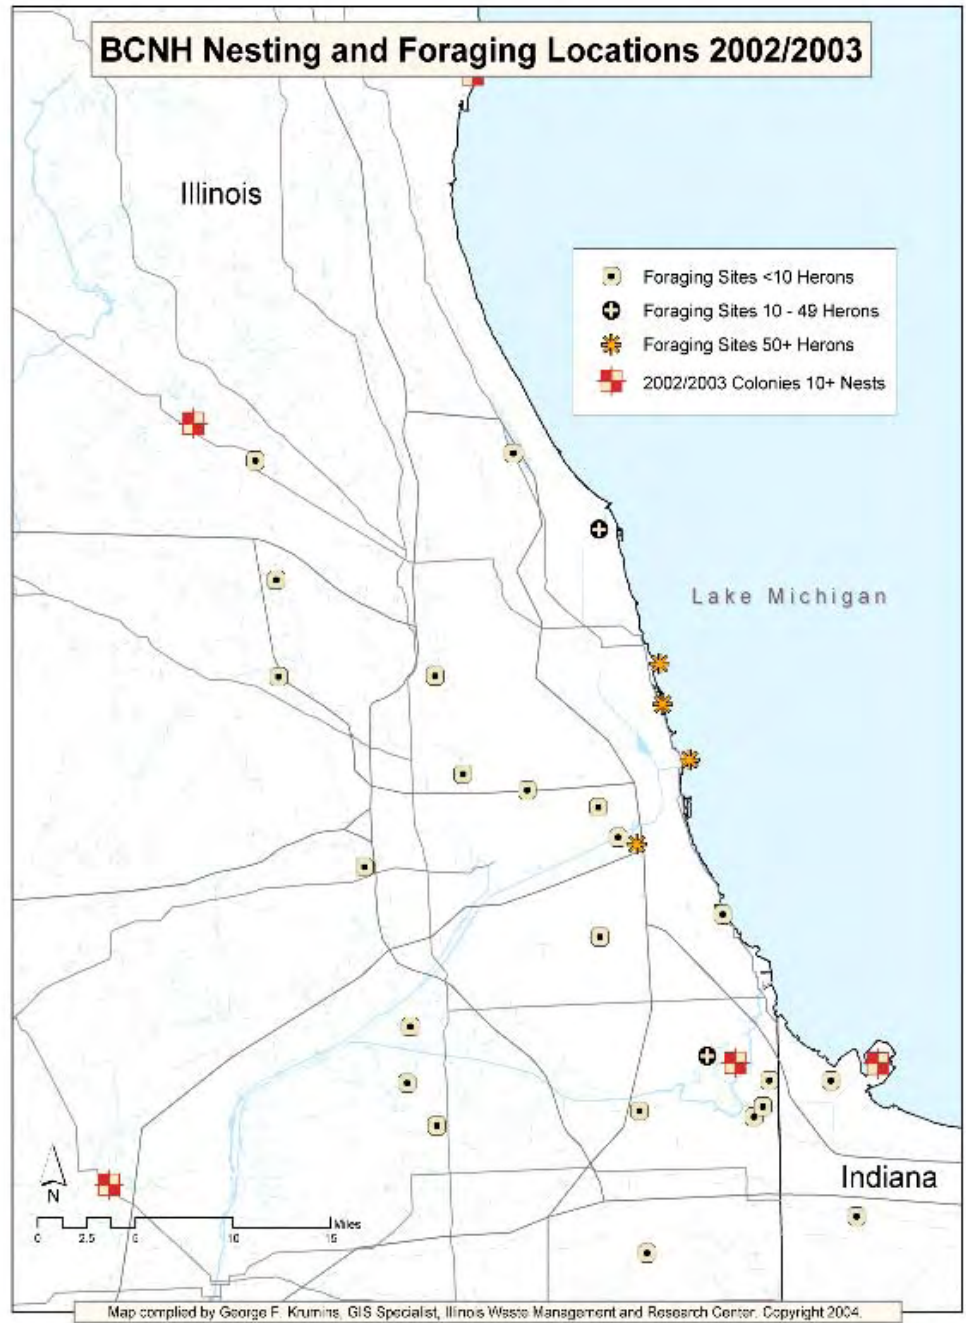 BCNH Nesting and Foraging Locations 2002/2003
Illinois
Foraging Sites <10 Herons
Foraging Sites 10 - 49 Herons
Foraging Sites 50+ Herons
2002/2003 Colonies 10+ Nests
Lake Michigan
Indiana
N
Miles
0 2.5 5 10 15
Map complied by George F. Krumins, GIS Specialist, Illinois Waste Management and Research Center. Copyright 2004.